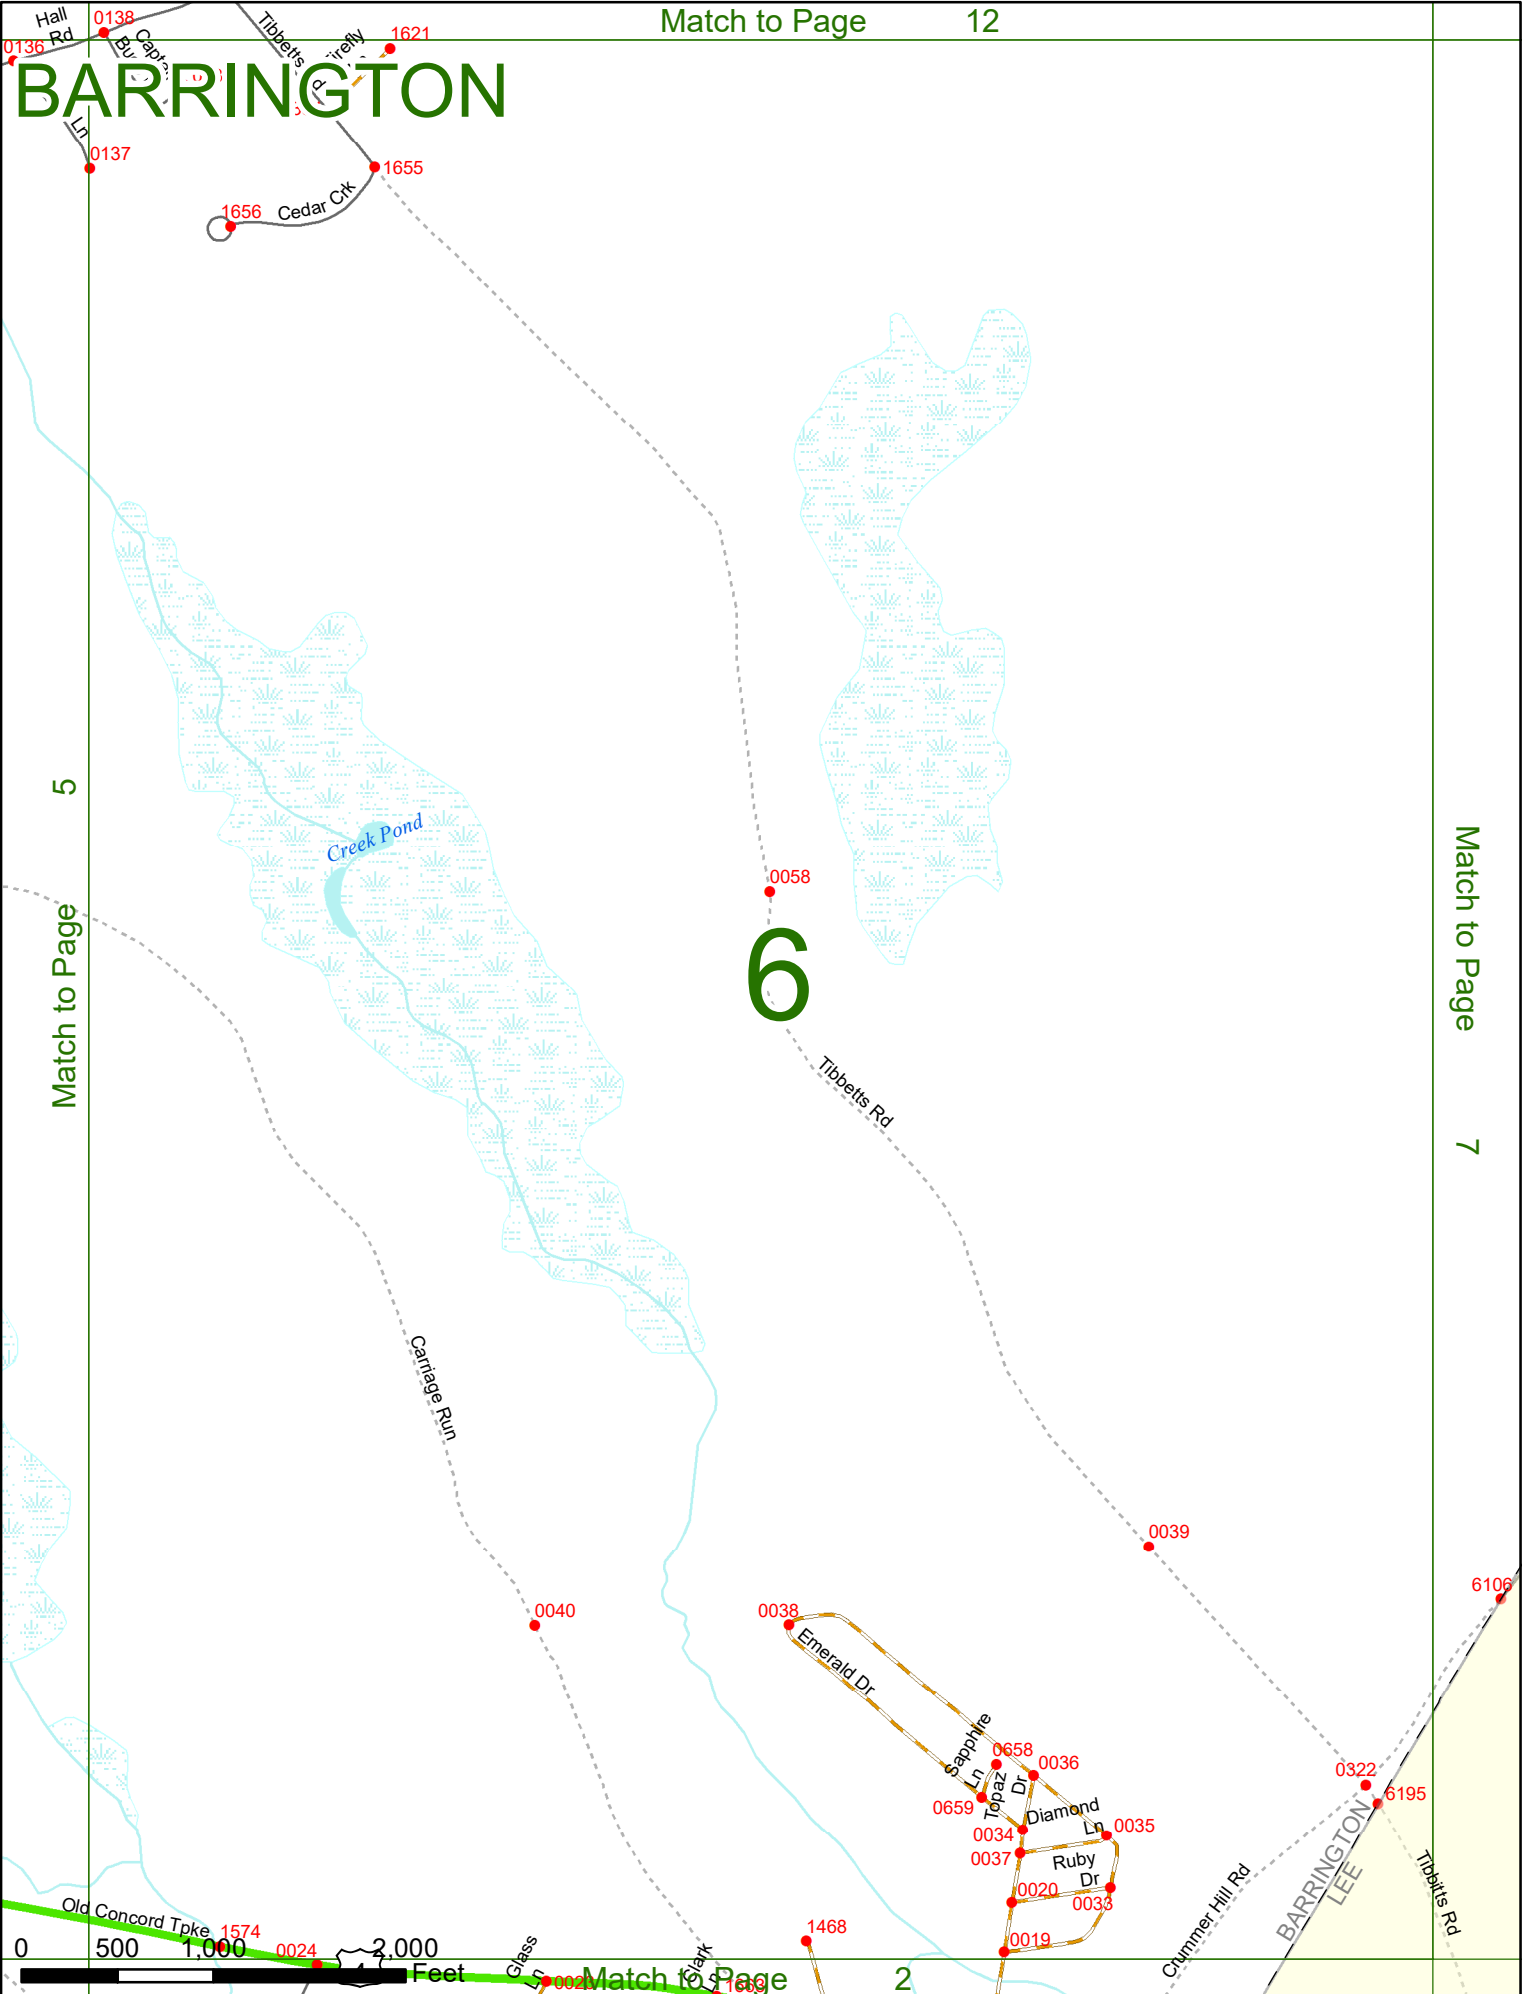 Match to Page 12
Hall
Rd
0138
0136
Tibbetts Rd
1621
BARRINGTON
Ln
0137
1655
1656
Cedar Crk
Match to Page 5
Creek Pond
0058
6
Match to Page 7
Tibbetts Rd
Carriage Run
0039
0040
0038
Emerald Dr
6106
Sapphire
Ln
0658
0036
Topaz
Dr
0659
Diamond
Ln
0322
6195
0034
0035
0037
Ruby
Dr
0020
0033
BARRINGTON
LEE
Tibbitts Rd
Crummer Hill Rd
Old Concord Tpke
1574
0024
1468
0019
0 500 1,000 2,000
Feet
Glass
Ln
Clark
Ln
Match to Page 2